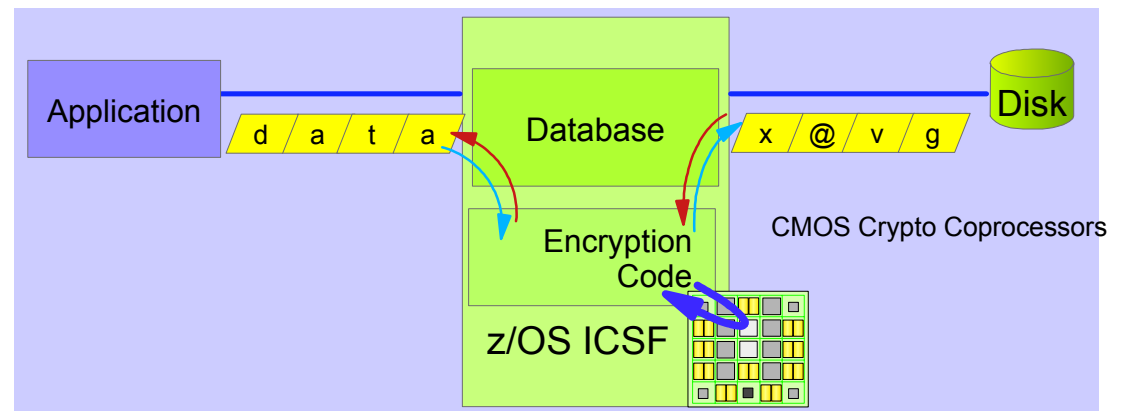 Application
d a t a
Database
x @ v g
Disk
Encryption
Code
CMOS Crypto Coprocessors
z/OS ICSF